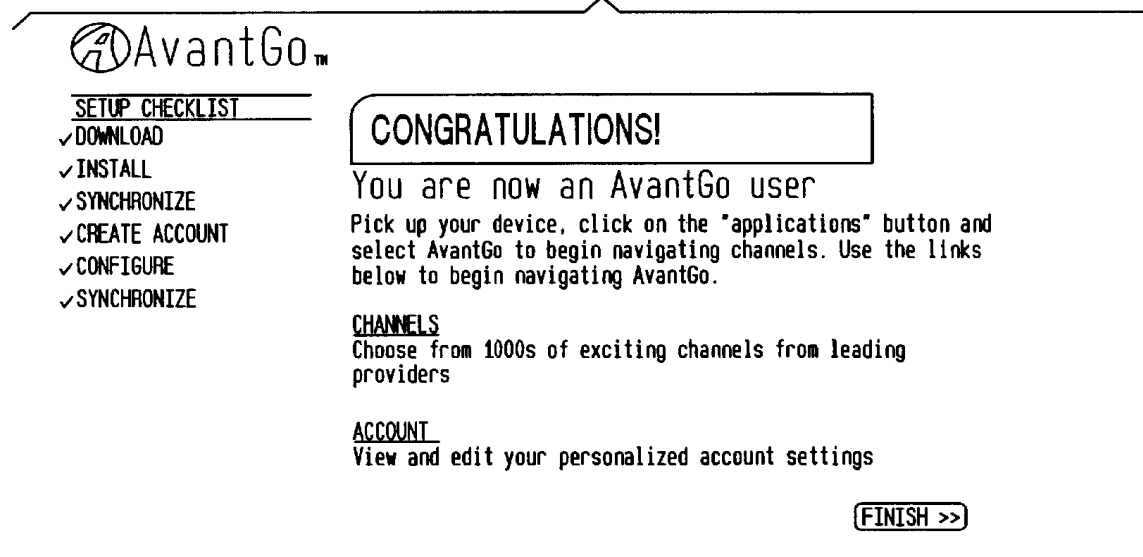 AvantGo™
SETUP CHECKLIST
✓DOWNLOAD
✓INSTALL
✓SYNCHRONIZE
✓CREATE ACCOUNT
✓CONFIGURE
✓SYNCHRONIZE
CONGRATULATIONS!
You are now an AvantGo user
Pick up your device, click on the "applications" button and
select AvantGo to begin navigating channels. Use the links
below to begin navigating AvantGo.
CHANNELS
Choose from 1000s of exciting channels from leading
providers
ACCOUNT
View and edit your personalized account settings
FINISH >>